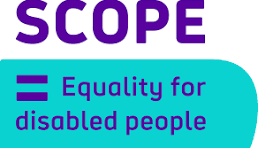 SCOPE
= Equality for
disabled people